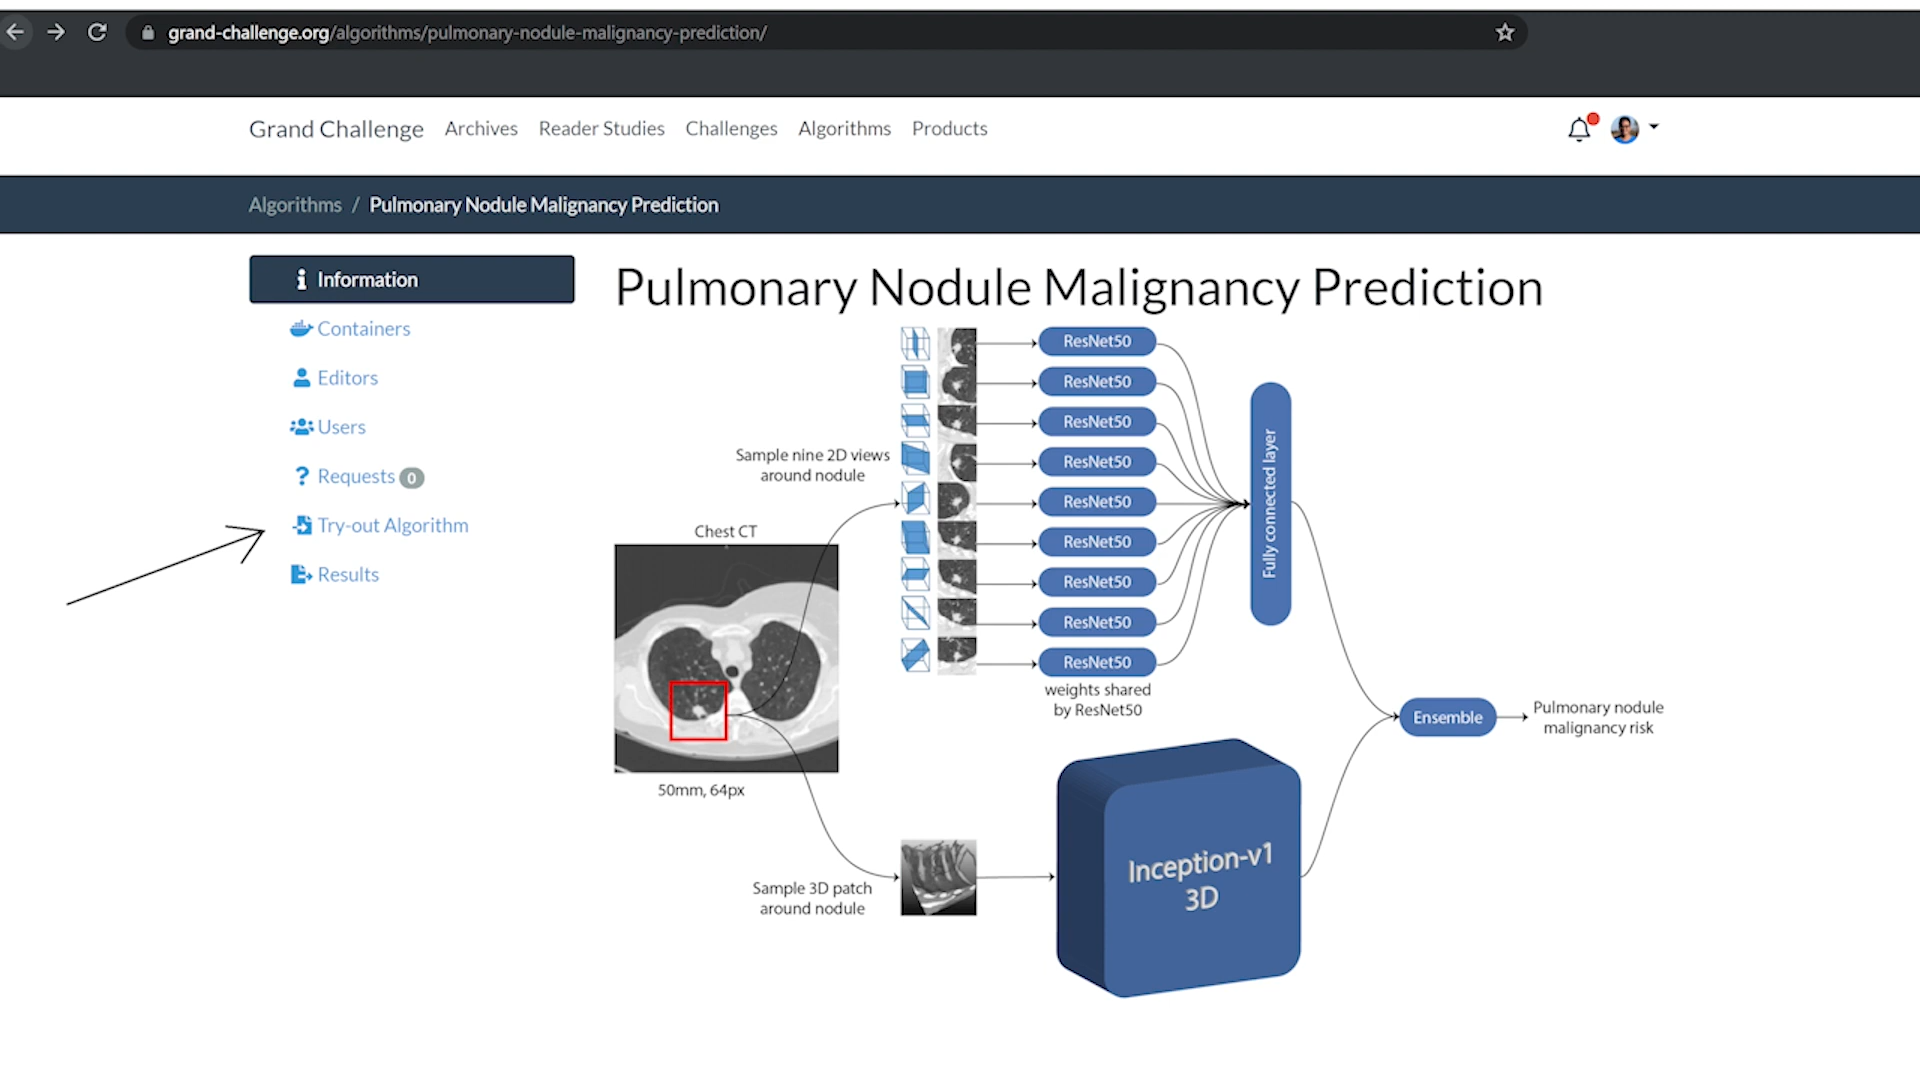 grand-challenge.org/algorithms/pulmonary-nodule-malignancy-prediction/
Grand Challenge Archives Reader Studies Challenges Algorithms Products
Algorithms / Pulmonary Nodule Malignancy Prediction
Information
Containers
Editors
Users
Requests 0
Try-out Algorithm
Results
Pulmonary Nodule Malignancy Prediction
Sample nine 2D views
around nodule
Chest CT
50mm, 64px
ResNet50
ResNet50
ResNet50
ResNet50
ResNet50
ResNet50
ResNet50
ResNet50
ResNet50
weights shared
by ResNet50
Fully connected layer
Sample 3D patch
around nodule
Inception-v1
3D
Ensemble
Pulmonary nodule
malignancy risk